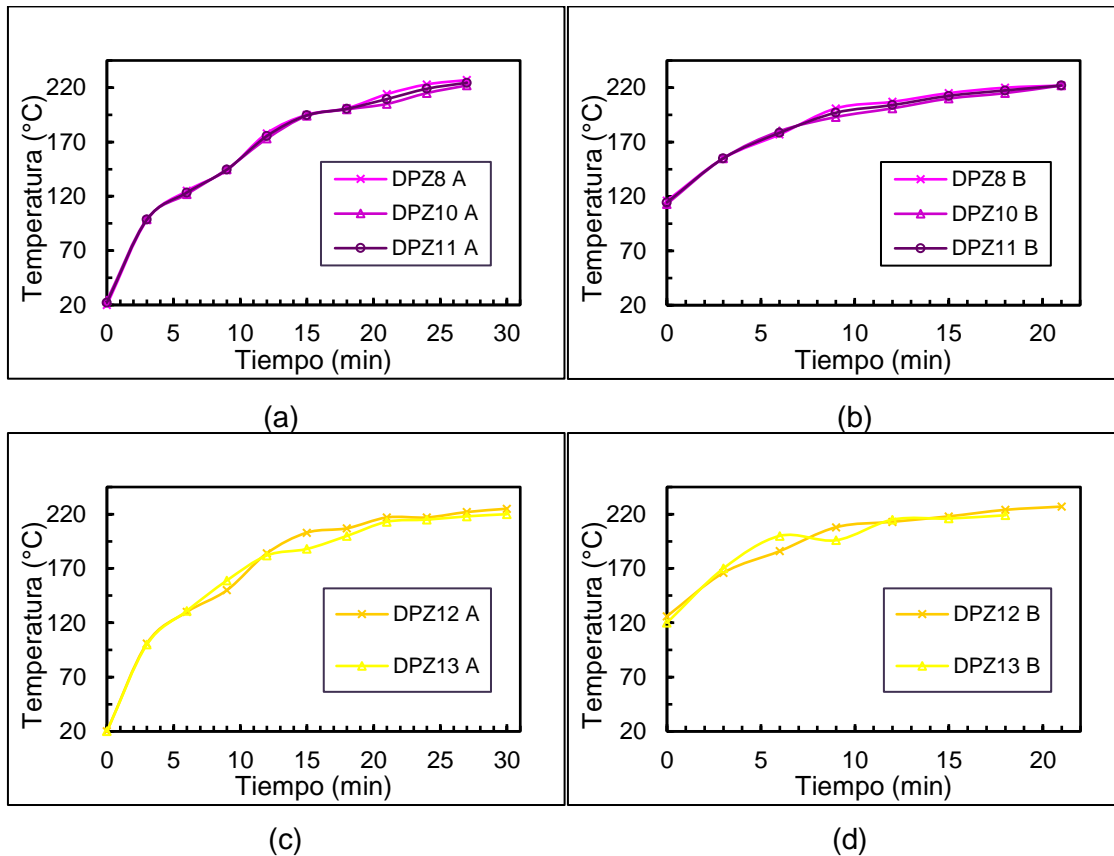 220
170
120
70
20
Temperatura (°C)
DPZ8 A
DPZ10 A
DPZ11 A
0 5 10 15 20 25 30
Tiempo (min)
(a)
220
170
120
70
20
Temperatura (°C)
DPZ8 B
DPZ10 B
DPZ11 B
0 5 10 15 20
Tiempo (min)
(b)
220
170
120
70
20
Temperatura (°C)
DPZ12 A
DPZ13 A
0 5 10 15 20 25 30
Tiempo (min)
(c)
220
170
120
70
20
Temperatura (°C)
DPZ12 B
DPZ13 B
0 5 10 15 20
Tiempo (min)
(d)